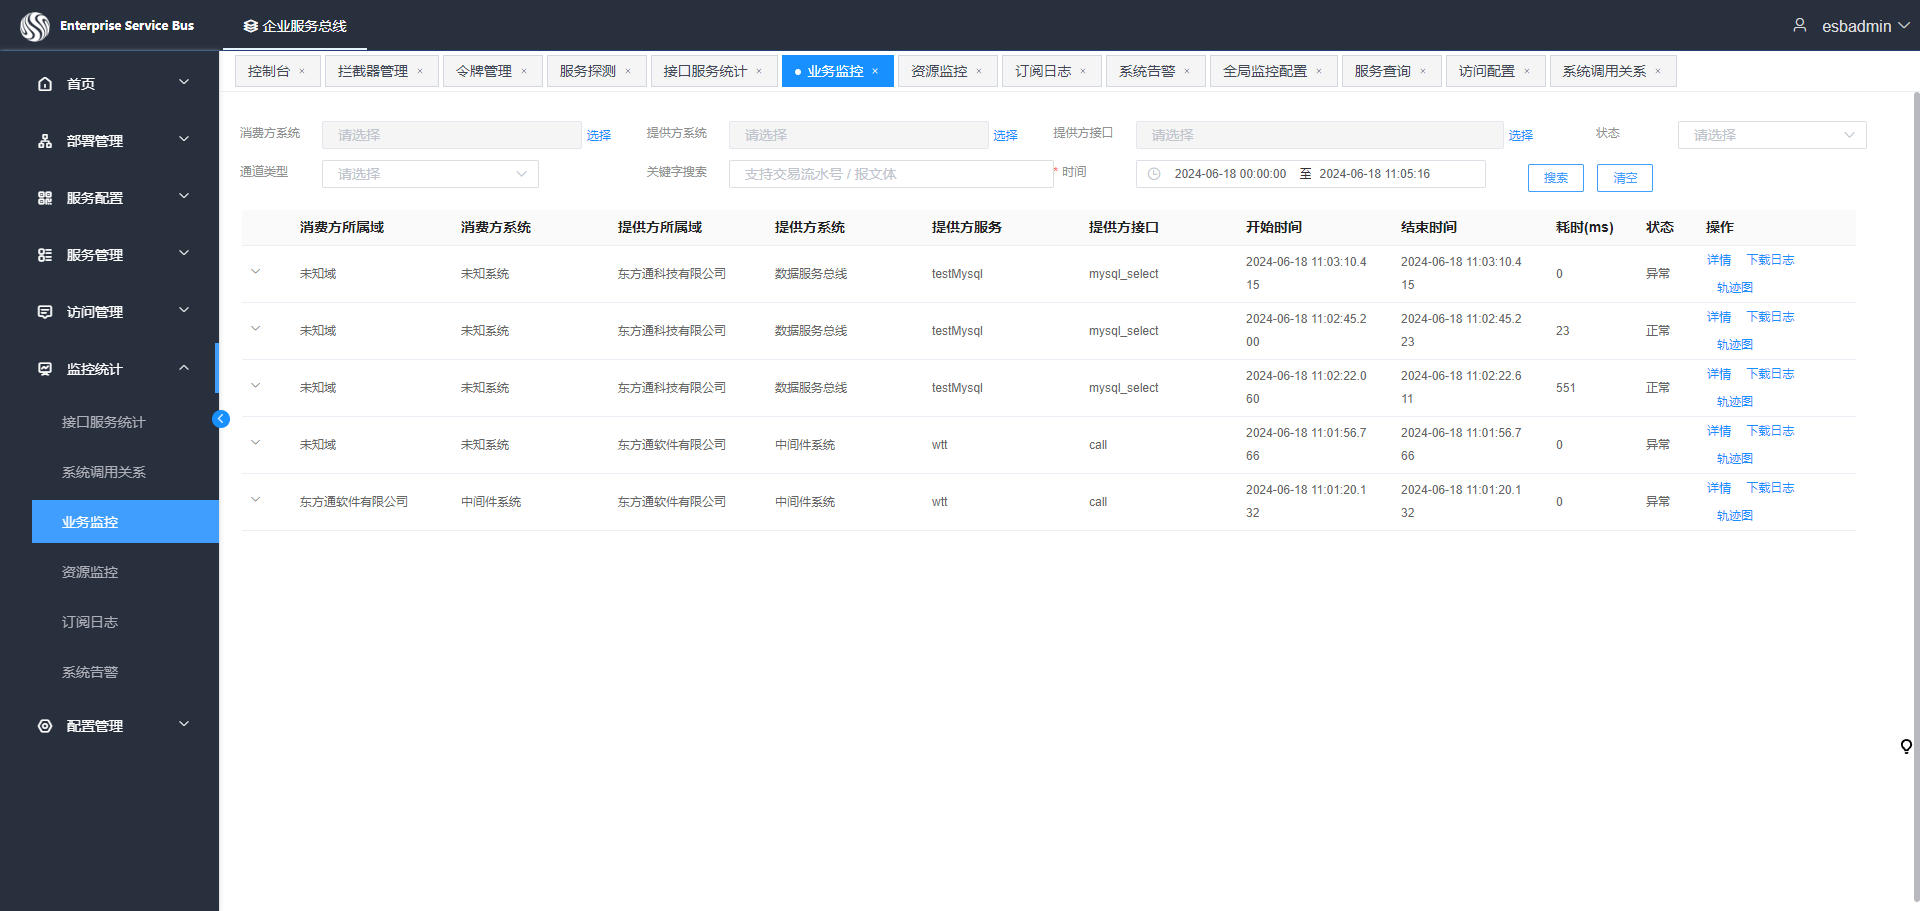 Enterprise Service Bus
企业服务总线
esbadmin
首页
部署管理
服务配置
服务管理
访问管理
监控统计
接口服务统计
系统调用关系
业务监控
资源监控
订阅日志
系统告警
配置管理
控制台 ×
拦截器管理 ×
令牌管理 ×
服务探测 ×
接口服务统计 ×
业务监控 ×
资源监控 ×
订阅日志 ×
系统告警 ×
全局监控配置 ×
服务查询 ×
访问配置 ×
系统调用关系 ×
消费方系统 请选择 选择 提供方系统 请选择 选择 提供方接口 请选择 选择 状态 请选择
通道类型 请选择 关键字搜索 支持交易流水号 / 报文体 * 时间 2024-06-18 00:00:00 至 2024-06-18 11:05:16 搜索 清空
消费方所属域 消费方系统 提供方所属域 提供方系统 提供方服务 提供方接口 开始时间 结束时间 耗时(ms) 状态 操作
未知域 未知系统 东方通科技有限公司 数据服务总线 testMysql mysql_select 2024-06-18 11:03:10.4 2024-06-18 11:03:10.4 0 异常 详情 下载日志
15 15 轨迹图
未知域 未知系统 东方通科技有限公司 数据服务总线 testMysql mysql_select 2024-06-18 11:02:45.2 2024-06-18 11:02:45.2 23 正常 详情 下载日志
00 23 轨迹图
未知域 未知系统 东方通科技有限公司 数据服务总线 testMysql mysql_select 2024-06-18 11:02:22.0 2024-06-18 11:02:22.6 551 正常 详情 下载日志
60 11 轨迹图
未知域 未知系统 东方通软件有限公司 中间件系统 wtt call 2024-06-18 11:01:56.7 2024-06-18 11:01:56.7 0 异常 详情 下载日志
66 66 轨迹图
东方通软件有限公司 中间件系统 东方通软件有限公司 中间件系统 wtt call 2024-06-18 11:01:20.1 2024-06-18 11:01:20.1 0 异常 详情 下载日志
32 32 轨迹图